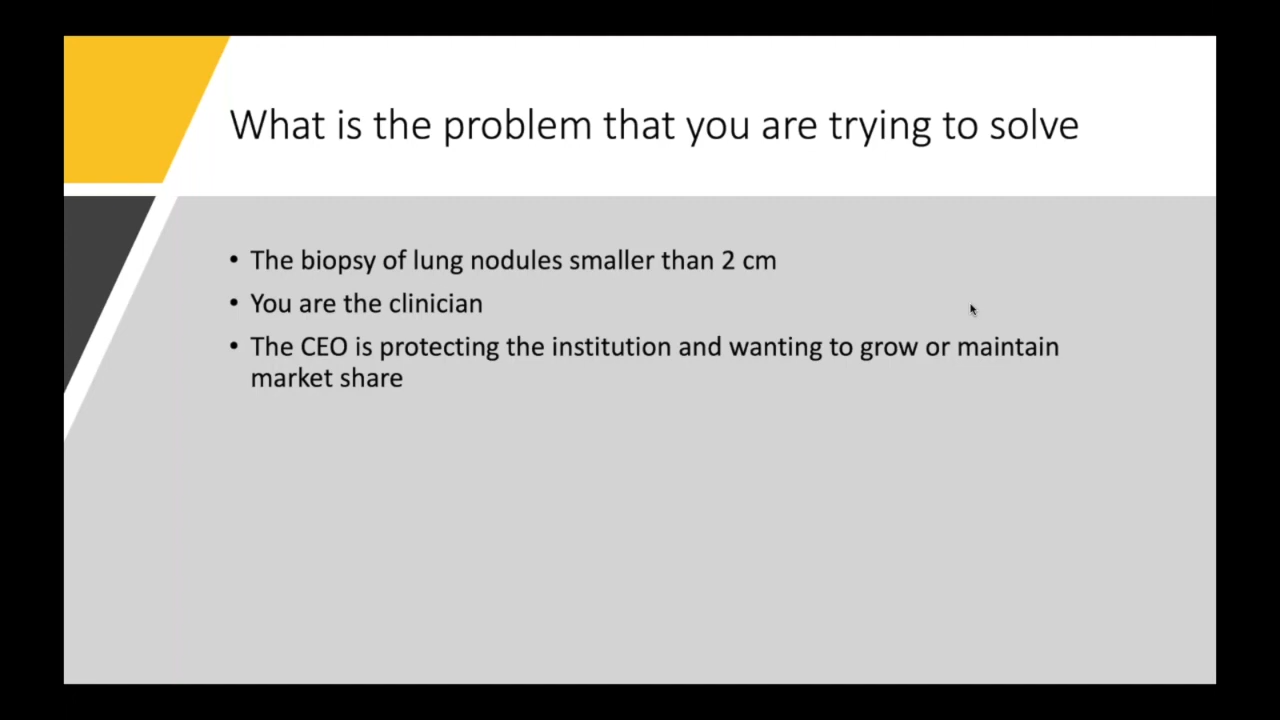 What is the problem that you are trying to solve
• The biopsy of lung nodules smaller than 2 cm
• You are the clinician
• The CEO is protecting the institution and wanting to grow or maintain
market share